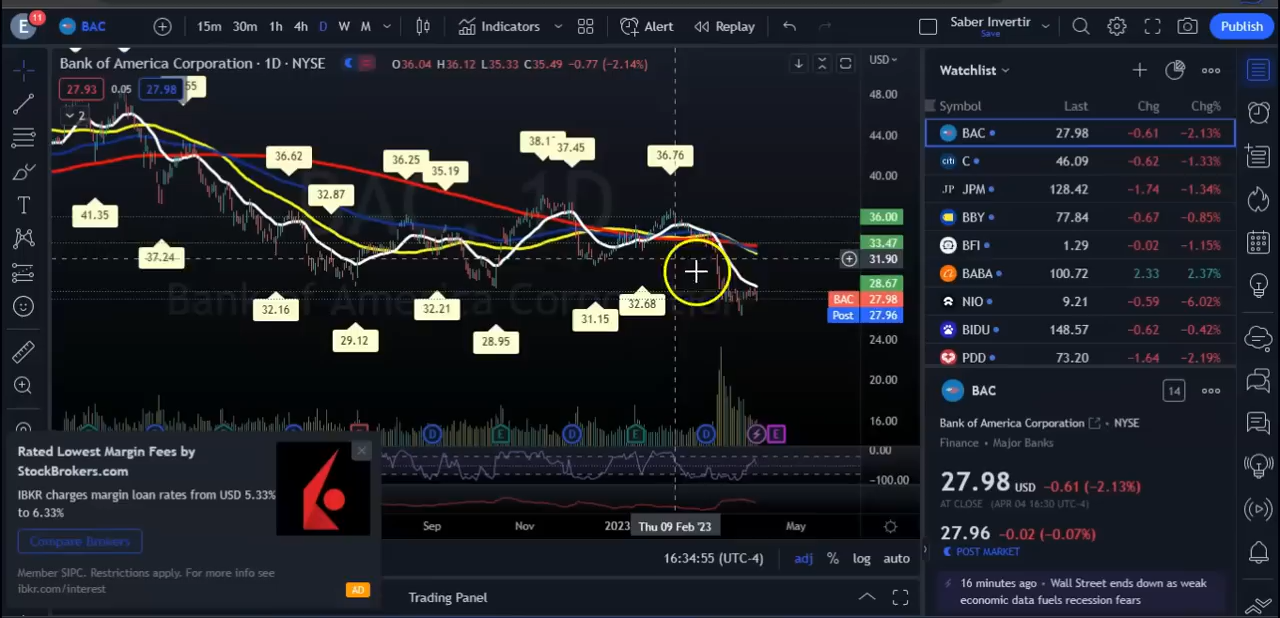 E 11 BAC 15m 30m 1h 4h D W M Indicators Alert Replay Saber Invertir Save Publish
Bank of America Corporation · 1D · NYSE O36.04 H36.12 L35.33 C35.49 −0.77 (−2.14%) USD
27.93 0.05 27.98
2
BAC, 1D
Bank of America Corporation
36.62
36.25
35.19
32.87
37.45
36.76
41.35
37.24
32.16
29.12
32.21
28.95
31.15
32.68
48.00
44.00
40.00
36.00
33.47
31.90
28.67
BAC 27.98
Post 27.96
24.00
20.00
16.00
0.00
−100.00
D E D E D E
Sep Nov 2023 Thu 09 Feb '23 May
16:34:55 (UTC-4) adj % log auto
Trading Panel
Rated Lowest Margin Fees by
StockBrokers.com
IBKR charges margin loan rates from USD 5.33%
to 6.33%
Compare Brokers
Member SIPC. Restrictions apply. For more info see
ibkr.com/interest
AD
Watchlist
Symbol Last Chg Chg%
BAC 27.98 −0.61 −2.13%
citi C 46.09 −0.62 −1.33%
JP JPM 128.42 −1.74 −1.34%
BBY 77.84 −0.67 −0.85%
BFI 1.29 −0.02 −1.15%
BABA 100.72 2.33 2.37%
NIO 9.21 −0.59 −6.02%
BIDU 148.57 −0.62 −0.42%
PDD 73.20 −1.64 −2.19%
BAC 14
Bank of America Corporation · NYSE
Finance · Major Banks
27.98 USD −0.61 (−2.13%)
AT CLOSE (APR 04 16:30 UTC-4)
27.96 −0.02 (−0.07%)
POST MARKET
16 minutes ago · Wall Street ends down as weak
economic data fuels recession fears